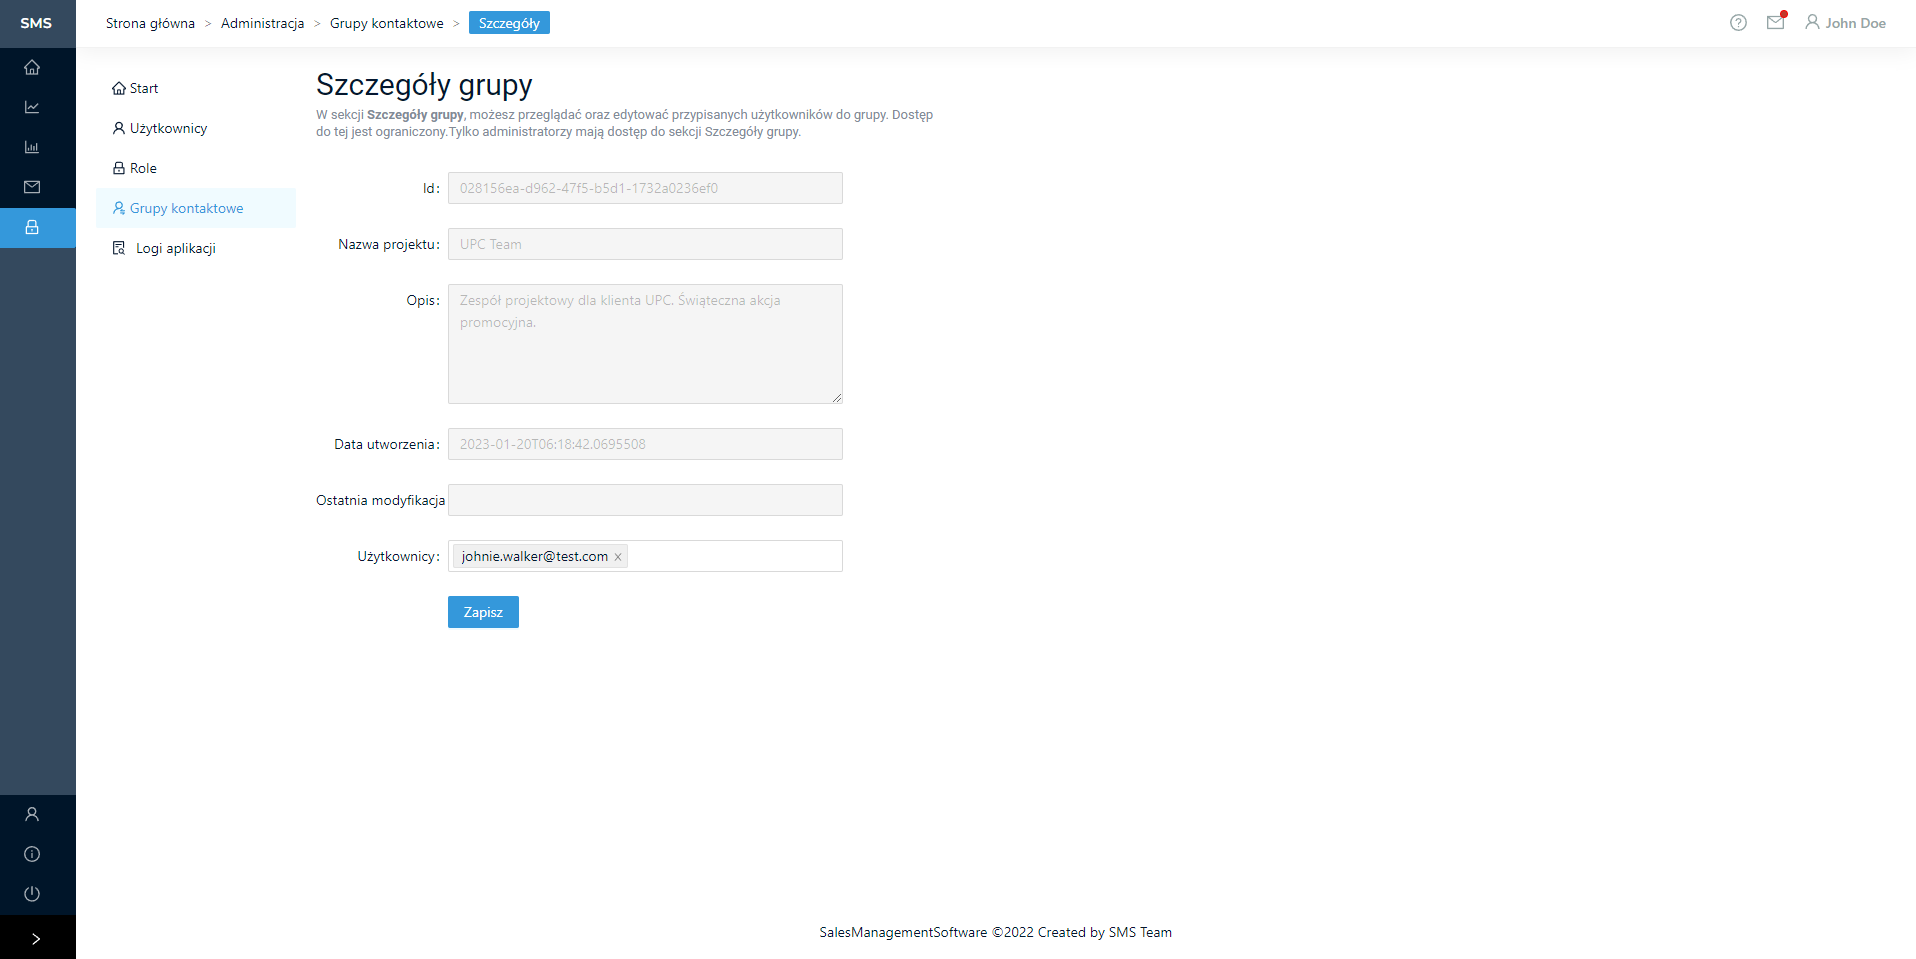 SMS
Strona główna > Administracja > Grupy kontaktowe > Szczegóły
John Doe
Start
Użytkownicy
Role
Grupy kontaktowe
Logi aplikacji
Szczegóły grupy
W sekcji Szczegóły grupy, możesz przeglądać oraz edytować przypisanych użytkowników do grupy. Dostęp
do tej jest ograniczony.Tylko administratorzy mają dostęp do sekcji Szczegóły grupy.
Id: 028156ea-d962-47f5-b5d1-1732a0236ef0
Nazwa projektu: UPC Team
Opis: Zespół projektowy dla klienta UPC. Świąteczna akcja
promocyjna.
Data utworzenia: 2023-01-20T06:18:42.0695508
Ostatnia modyfikacja
Użytkownicy: johnie.walker@test.com ×
Zapisz
SalesManagementSoftware ©2022 Created by SMS Team